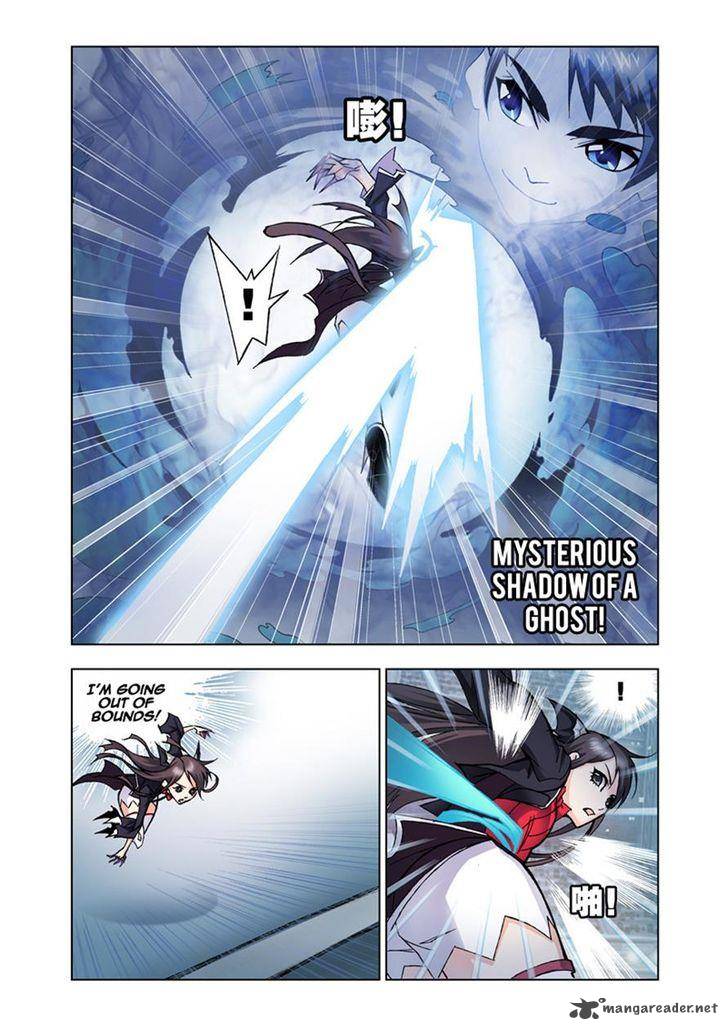 嘭!
!
MYSTERIOUS
SHADOW OF A
GHOST!
I'M GOING
OUT OF
BOUNDS!
!
啪!
mangareader.net